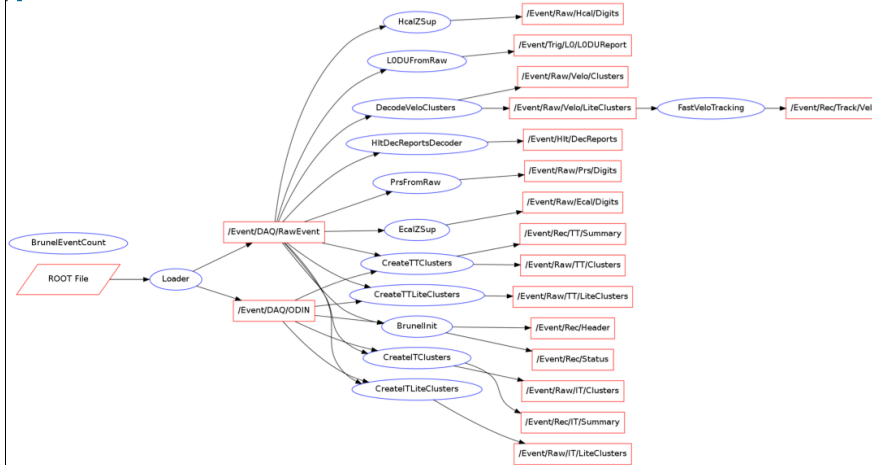 HcalZSup
/Event/Raw/Hcal/Digits
L0DUFromRaw
/Event/Trig/L0/L0DUReport
/Event/Raw/Velo/Clusters
DecodeVeloClusters
/Event/Raw/Velo/LiteClusters
FastVeloTracking
/Event/Rec/Track/Vel
HltDecReportsDecoder
/Event/Hlt/DecReports
PrsFromRaw
/Event/Raw/Prs/Digits
/Event/Raw/Ecal/Digits
/Event/DAQ/RawEvent
EcalZSup
/Event/Rec/TT/Summary
BrunelEventCount
CreateTTClusters
/Event/Raw/TT/Clusters
ROOT File
Loader
CreateTTLiteClusters
/Event/Raw/TT/LiteClusters
/Event/DAQ/ODIN
BrunelInit
/Event/Rec/Header
CreateITClusters
/Event/Rec/Status
CreateITLiteClusters
/Event/Raw/IT/Clusters
/Event/Rec/IT/Summary
/Event/Raw/IT/LiteClusters